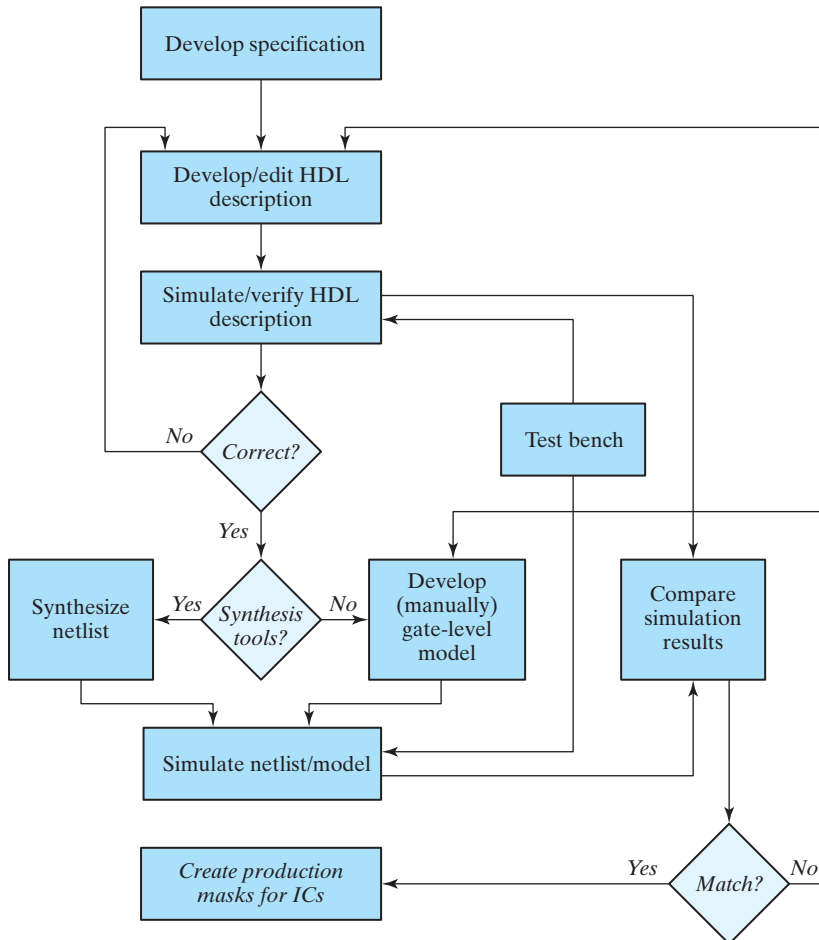 Develop specification
Develop/edit HDL
description
Simulate/verify HDL
description
No
Correct?
Test bench
Yes
Synthesize
netlist
Yes
Synthesis
tools?
No
Develop
(manually)
gate-level
model
Compare
simulation
results
Simulate netlist/model
Create production
masks for ICs
Yes
Match?
No